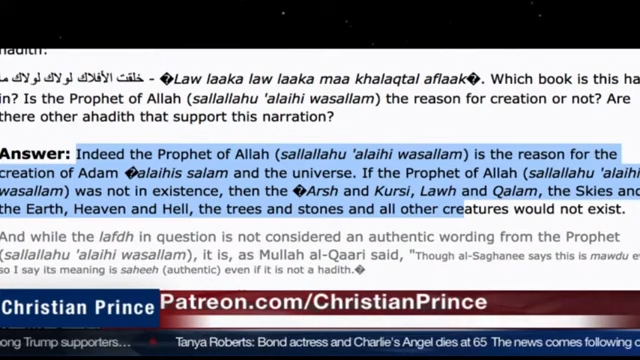 hadith.
خلقت الأفلاك لولاك لولاك ما - �Law laaka law laaka maa khalaqtal aflaak�. Which book is this ha
in? Is the Prophet of Allah (sallallahu 'alaihi wasallam) the reason for creation or not? Are
there other ahadith that support this narration?
Answer: Indeed the Prophet of Allah (sallallahu 'alaihi wasallam) is the reason for the
creation of Adam �alaihis salam and the universe. If the Prophet of Allah (sallallahu 'alai
wasallam) was not in existence, then the �Arsh and Kursi, Lawh and Qalam, the Skies and
the Earth, Heaven and Hell, the trees and stones and all other creatures would not exist.
And while the lafdh in question is not considered an authentic wording from the Prophet
(sallallahu 'alaihi wasallam), it is, as Mullah al-Qaari said, "Though al-Saghanee says this is mawdu e
so I say its meaning is saheeh (authentic) even if it is not a hadith.�
Christian Prince
Patreon.com/ChristianPrince
ong Trump supporters...
Tanya Roberts: Bond actress and Charlie's Angel dies at 65 The news comes following c